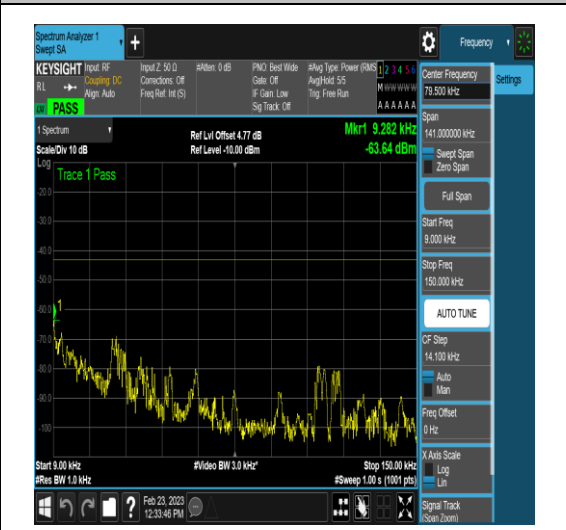 Spectrum Analyzer 1
Swept SA
+
Frequency
KEYSIGHT
RL
Input: RF
Coupling: DC
Align: Auto
Input Z: 50 Ω
Corrections: Off
Freq Ref: Int (S)
#Atten: 0 dB
PNO: Best Wide
Gate: Off
IF Gain: Low
Sig Track: Off
#Avg Type: Power (RMS
Avg|Hold: 5/5
Trig: Free Run
1 2 3 4 5 6
M W W W W W
A A A A A A
PASS
1 Spectrum
Scale/Div 10 dB
Ref Lvl Offset 4.77 dB
Ref Level -10.00 dBm
Mkr1 9.282 kHz
-63.64 dBm
Log
Trace 1 Pass
-20.0
-30.0
-40.0
-50.0
-60.0
-70.0
-80.0
-90.0
-100
1
Start 9.00 kHz
#Video BW 3.0 kHz*
Stop 150.00 kHz
#Res BW 1.0 kHz
#Sweep 1.00 s (1001 pts)
?
Feb 23, 2023
12:33:46 PM
Center Frequency
79.500 kHz
Settings
Span
141.000000 kHz
Swept Span
Zero Span
Full Span
Start Freq
9.000 kHz
Stop Freq
150.000 kHz
AUTO TUNE
CF Step
14.100 kHz
Auto
Man
Freq Offset
0 Hz
X Axis Scale
Log
Lin
Signal Track
(Span Zoom)